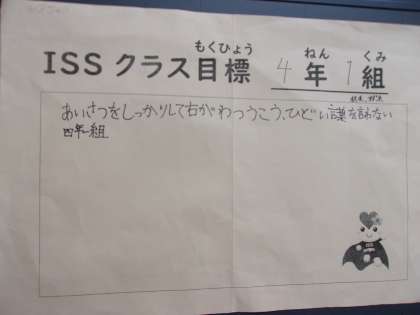 もくひょう ねん くみ
ISSクラス目標 4年1組
あいさつをしっかりして右がわつうこう、ひどい言葉を言わない
四年一組